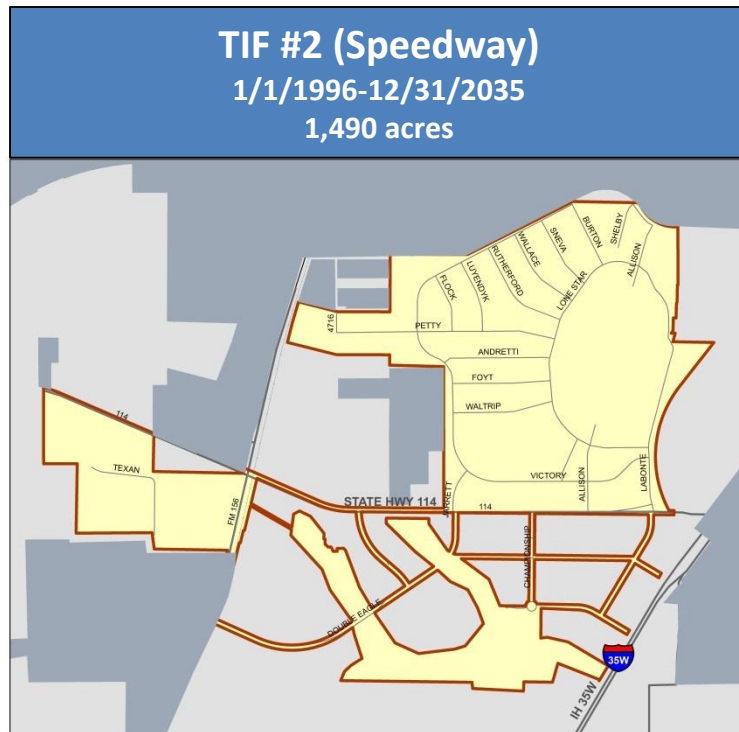 TIF #2 (Speedway)
1/1/1996-12/31/2035
1,490 acres
BURTON
SHELBY
SNEVA
WALLACE
ALLISON
RUTHERFORD
LUYENDYK
FLOCK
LONE STAR
4716
PETTY
ANDRETTI
FOYT
WALTRIP
114
TEXAN
VICTORY
ALLISON
LABONTE
STATE HWY 114
JARRETT
114
FM 156
CHAMPIONSHIP
DOUBLE EAGLE
35W
IH 35W